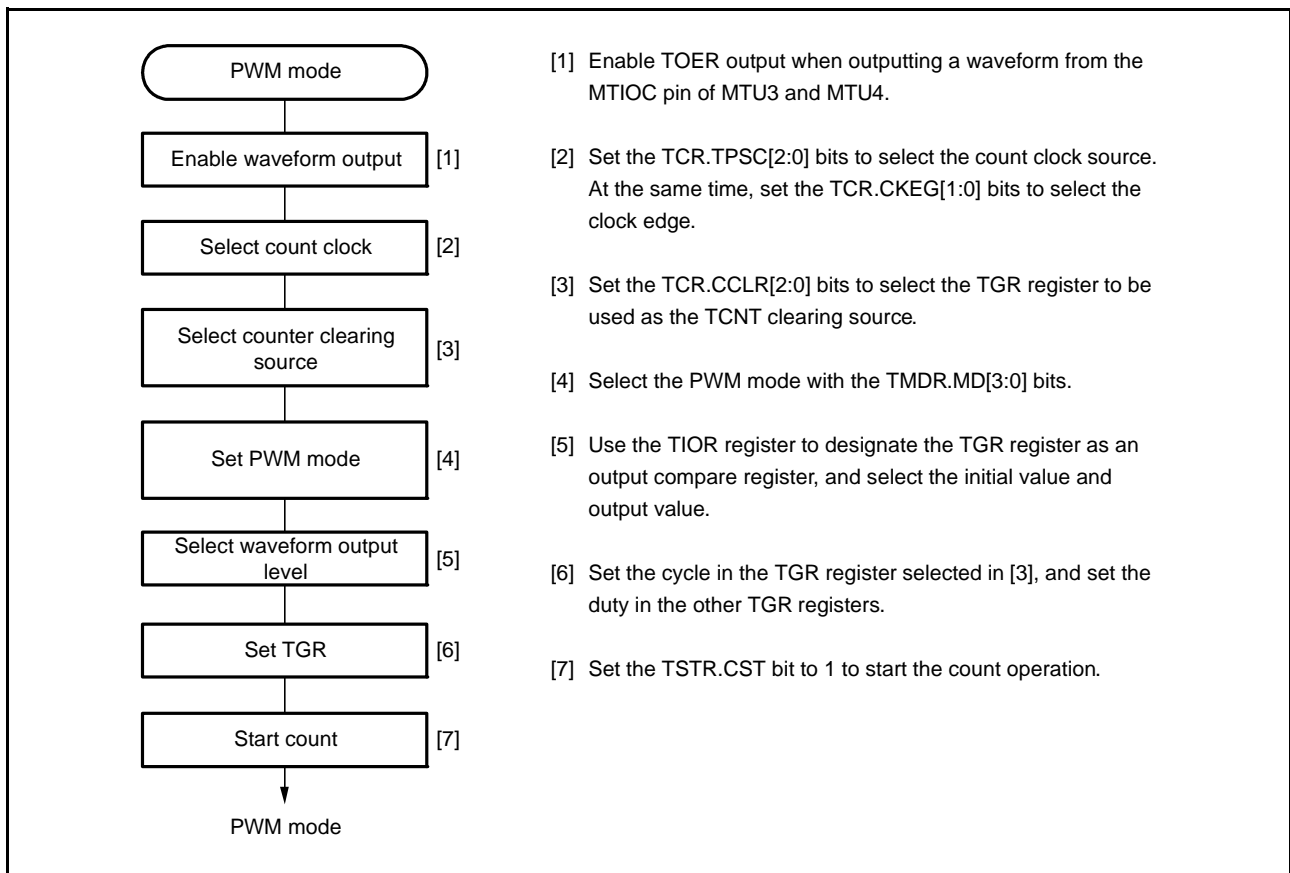 PWM mode
Enable waveform output [1]
Select count clock [2]
Select counter clearing
source
[3]
Set PWM mode [4]
Select waveform output
level
[5]
Set TGR [6]
Start count [7]
PWM mode
[1] Enable TOER output when outputting a waveform from the
MTIOC pin of MTU3 and MTU4.
[2] Set the TCR.TPSC[2:0] bits to select the count clock source.
At the same time, set the TCR.CKEG[1:0] bits to select the
clock edge.
[3] Set the TCR.CCLR[2:0] bits to select the TGR register to be
used as the TCNT clearing source.
[4] Select the PWM mode with the TMDR.MD[3:0] bits.
[5] Use the TIOR register to designate the TGR register as an
output compare register, and select the initial value and
output value.
[6] Set the cycle in the TGR register selected in [3], and set the
duty in the other TGR registers.
[7] Set the TSTR.CST bit to 1 to start the count operation.